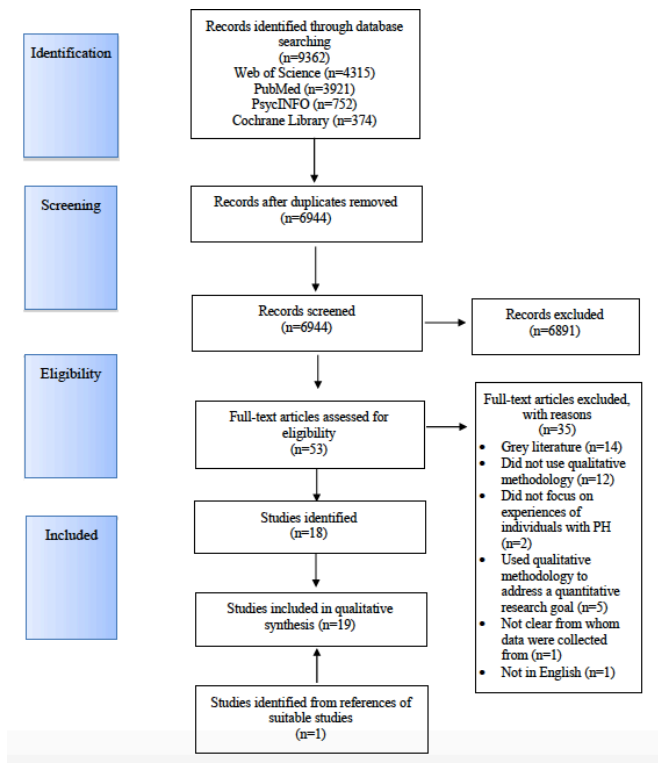 Identification
Records identified through database
searching
(n=9362)
Web of Science (n=4315)
PubMed (n=3921)
PsycINFO (n=752)
Cochrane Library (n=374)
Screening
Records after duplicates removed
(n=6944)
Records screened
(n=6944)
Records excluded
(n=6891)
Eligibility
Full-text articles assessed for
eligibility
(n=53)
Full-text articles excluded,
with reasons
(n=35)
• Grey literature (n=14)
• Did not use qualitative
methodology (n=12)
• Did not focus on
experiences of
individuals with PH
(n=2)
• Used qualitative
methodology to
address a quantitative
research goal (n=5)
• Not clear from whom
data were collected
from (n=1)
• Not in English (n=1)
Included
Studies identified
(n=18)
Studies included in qualitative
synthesis (n=19)
Studies identified from references of
suitable studies
(n=1)